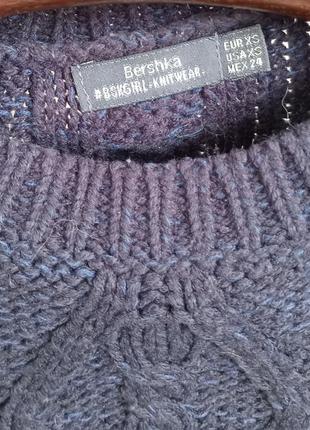 Bershka
#BSKGIRL-KNITWEAR-
EUR XS
USA XS
MEX 24